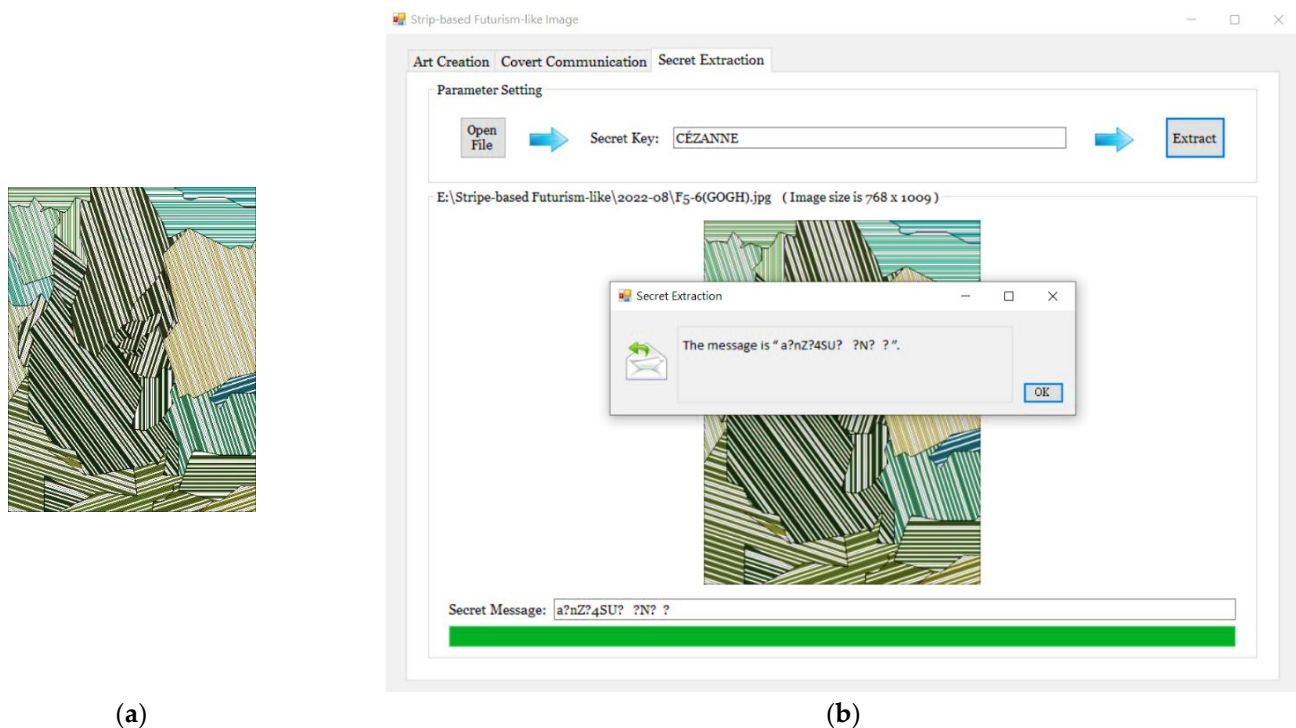 Strip-based Futurism-like Image
Art Creation Covert Communication Secret Extraction
Parameter Setting
Open File
Secret Key: CÉZANNE
Extract
E:\Stripe-based Futurism-like\2022-08\F5-6(GOGH).jpg ( Image size is 768 x 1009 )
Secret Extraction
The message is “ a?nZ?4SU?   ?N?  ? ”.
OK
Secret Message: a?nZ?4SU?   ?N?  ?
(a)
(b)